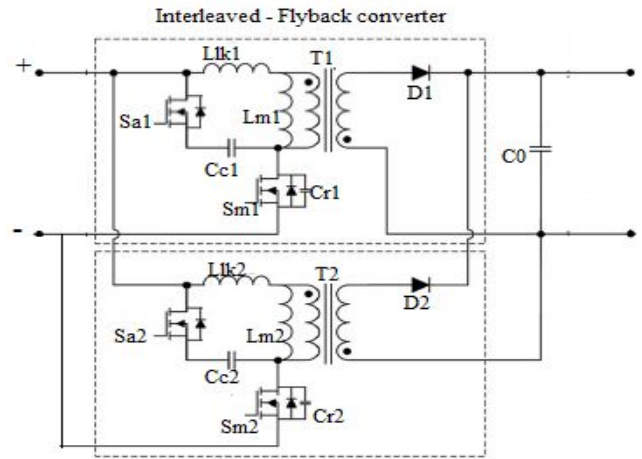 Interleaved - Flyback converter
+
Llk1
T1
D1
Sa1
Lm1
Cc1
C0
Sm1
Cr1
-
Llk2
T2
D2
Sa2
Lm2
Cc2
Sm2
Cr2